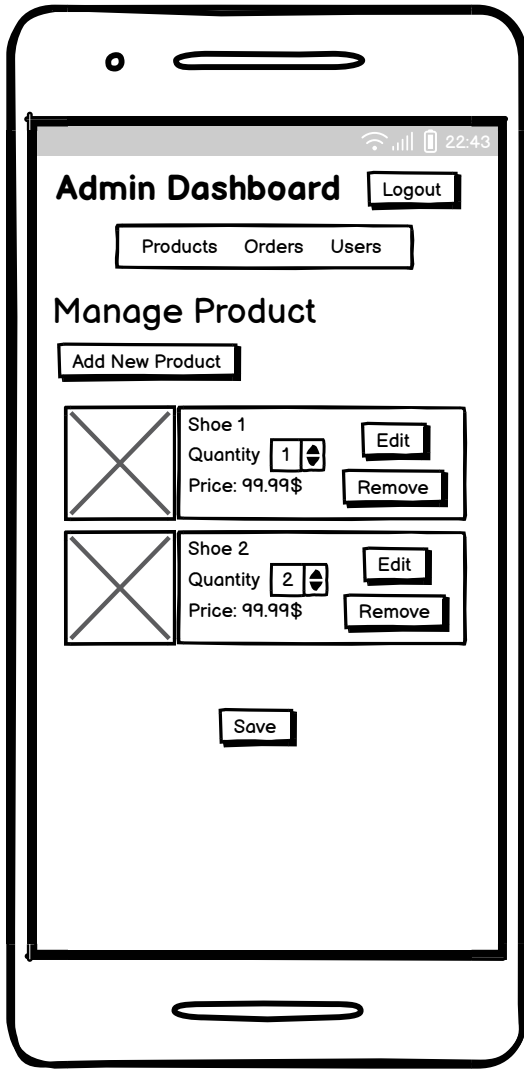 22:43
Admin Dashboard
Logout
Products Orders Users
Manage Product
Add New Product
Shoe 1
Edit
Quantity 1
Price: 99.99$
Remove
Shoe 2
Edit
Quantity 2
Price: 99.99$
Remove
Save